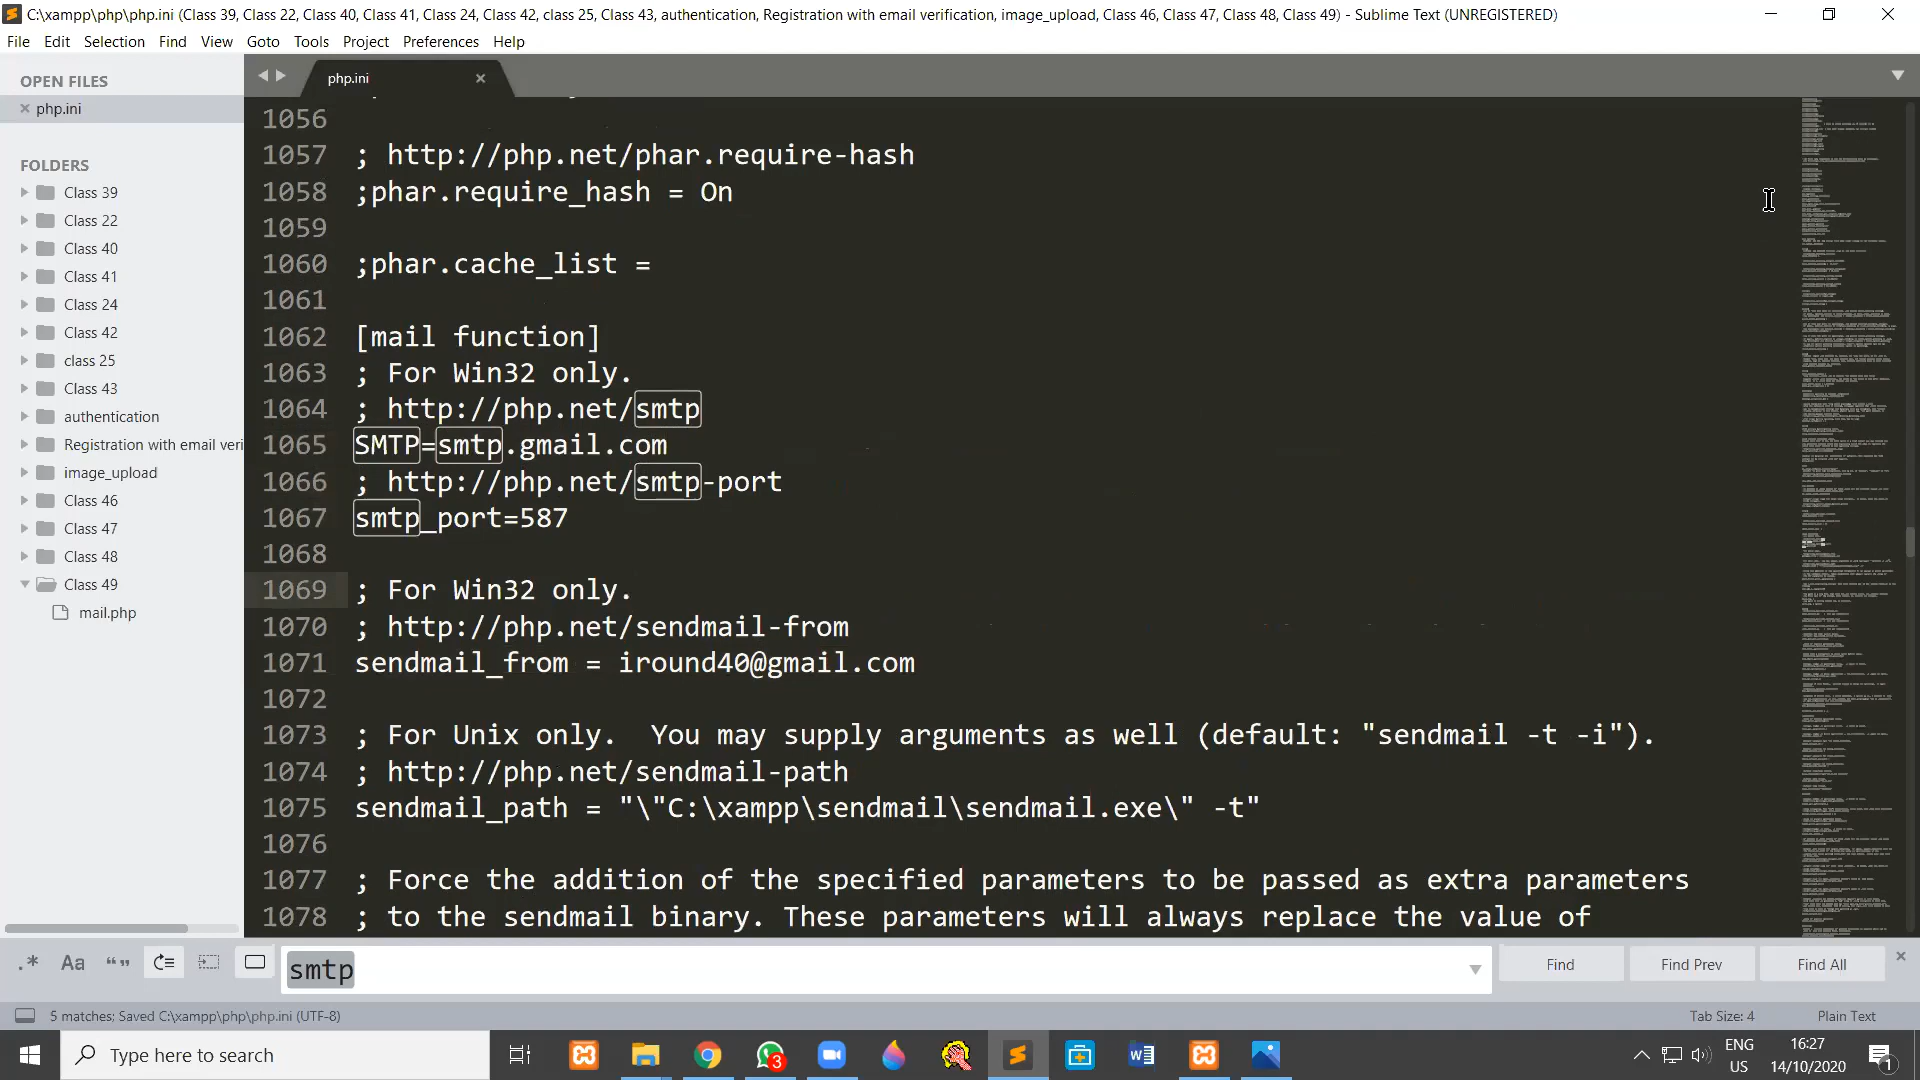 C:\xampp\php\php.ini (Class 39, Class 22, Class 40, Class 41, Class 24, Class 42, class 25, Class 43, authentication, Registration with email verification, image_upload, Class 46, Class 47, Class 48, Class 49) - Sublime Text (UNREGISTERED)
File Edit Selection Find View Goto Tools Project Preferences Help
OPEN FILES
php.ini
FOLDERS
Class 39
Class 22
Class 40
Class 41
Class 24
Class 42
class 25
Class 43
authentication
Registration with email veri
image_upload
Class 46
Class 47
Class 48
Class 49
mail.php
php.ini
1056
1057 ; http://php.net/phar.require-hash
1058 ;phar.require_hash = On
1059
1060 ;phar.cache_list =
1061
1062 [mail function]
1063 ; For Win32 only.
1064 ; http://php.net/smtp
1065 SMTP=smtp.gmail.com
1066 ; http://php.net/smtp-port
1067 smtp_port=587
1068
1069 ; For Win32 only.
1070 ; http://php.net/sendmail-from
1071 sendmail_from = iround40@gmail.com
1072
1073 ; For Unix only.  You may supply arguments as well (default: "sendmail -t -i").
1074 ; http://php.net/sendmail-path
1075 sendmail_path = "\"C:\xampp\sendmail\sendmail.exe\" -t"
1076
1077 ; Force the addition of the specified parameters to be passed as extra parameters
1078 ; to the sendmail binary. These parameters will always replace the value of
.* Aa “ ” smtp Find Find Prev Find All
5 matches; Saved C:\xampp\php\php.ini (UTF-8) Tab Size: 4 Plain Text
Type here to search
3
ENG
US
16:27
14/10/2020
1